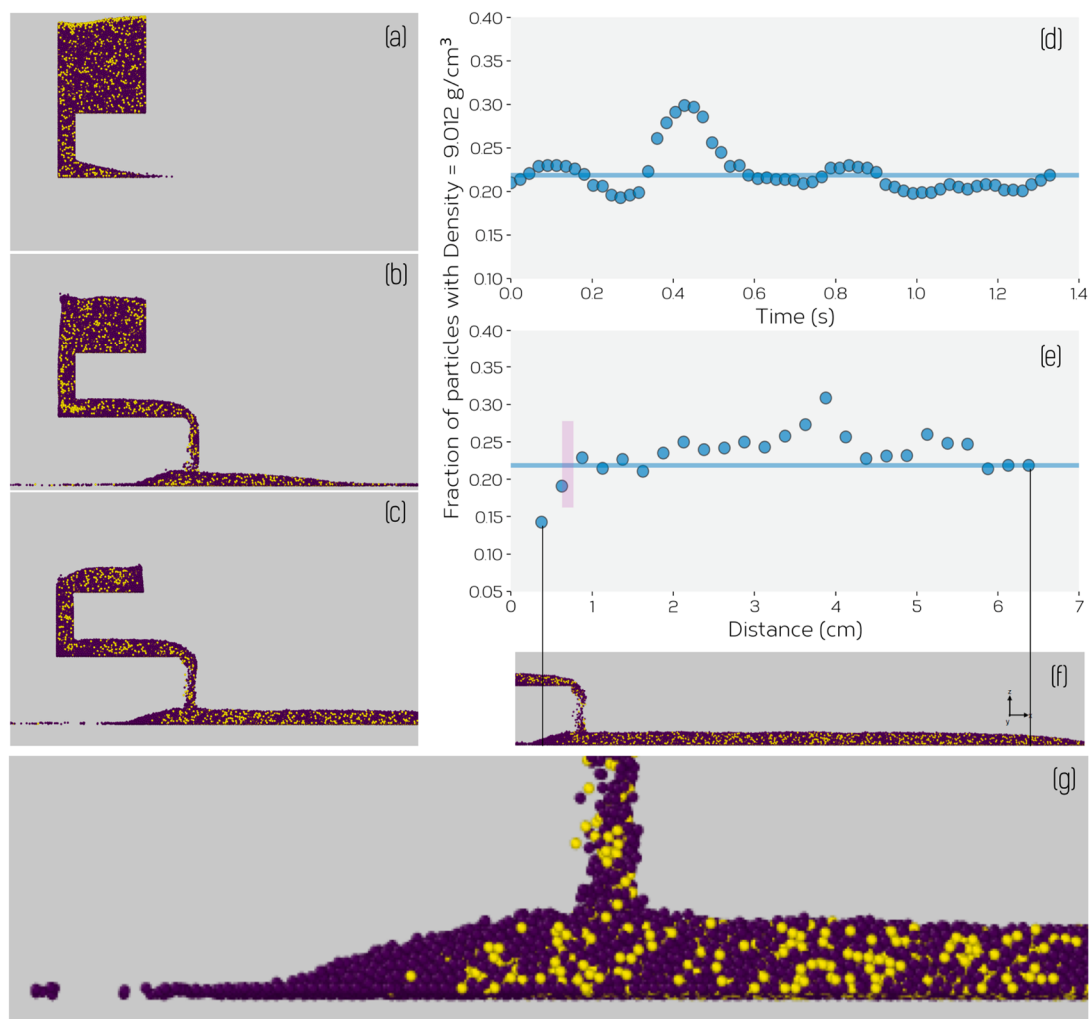 (a)
(b)
(c)
Fraction of particles with Density = 9.012 g/cm³
(d)
0.40
0.35
0.30
0.25
0.20
0.15
0.10
0.0 0.2 0.4 0.6 0.8 1.0 1.2 1.4
Time (s)
(e)
0.40
0.35
0.30
0.25
0.20
0.15
0.10
0.05
0 1 2 3 4 5 6 7
Distance (cm)
(f)
z
y
(g)